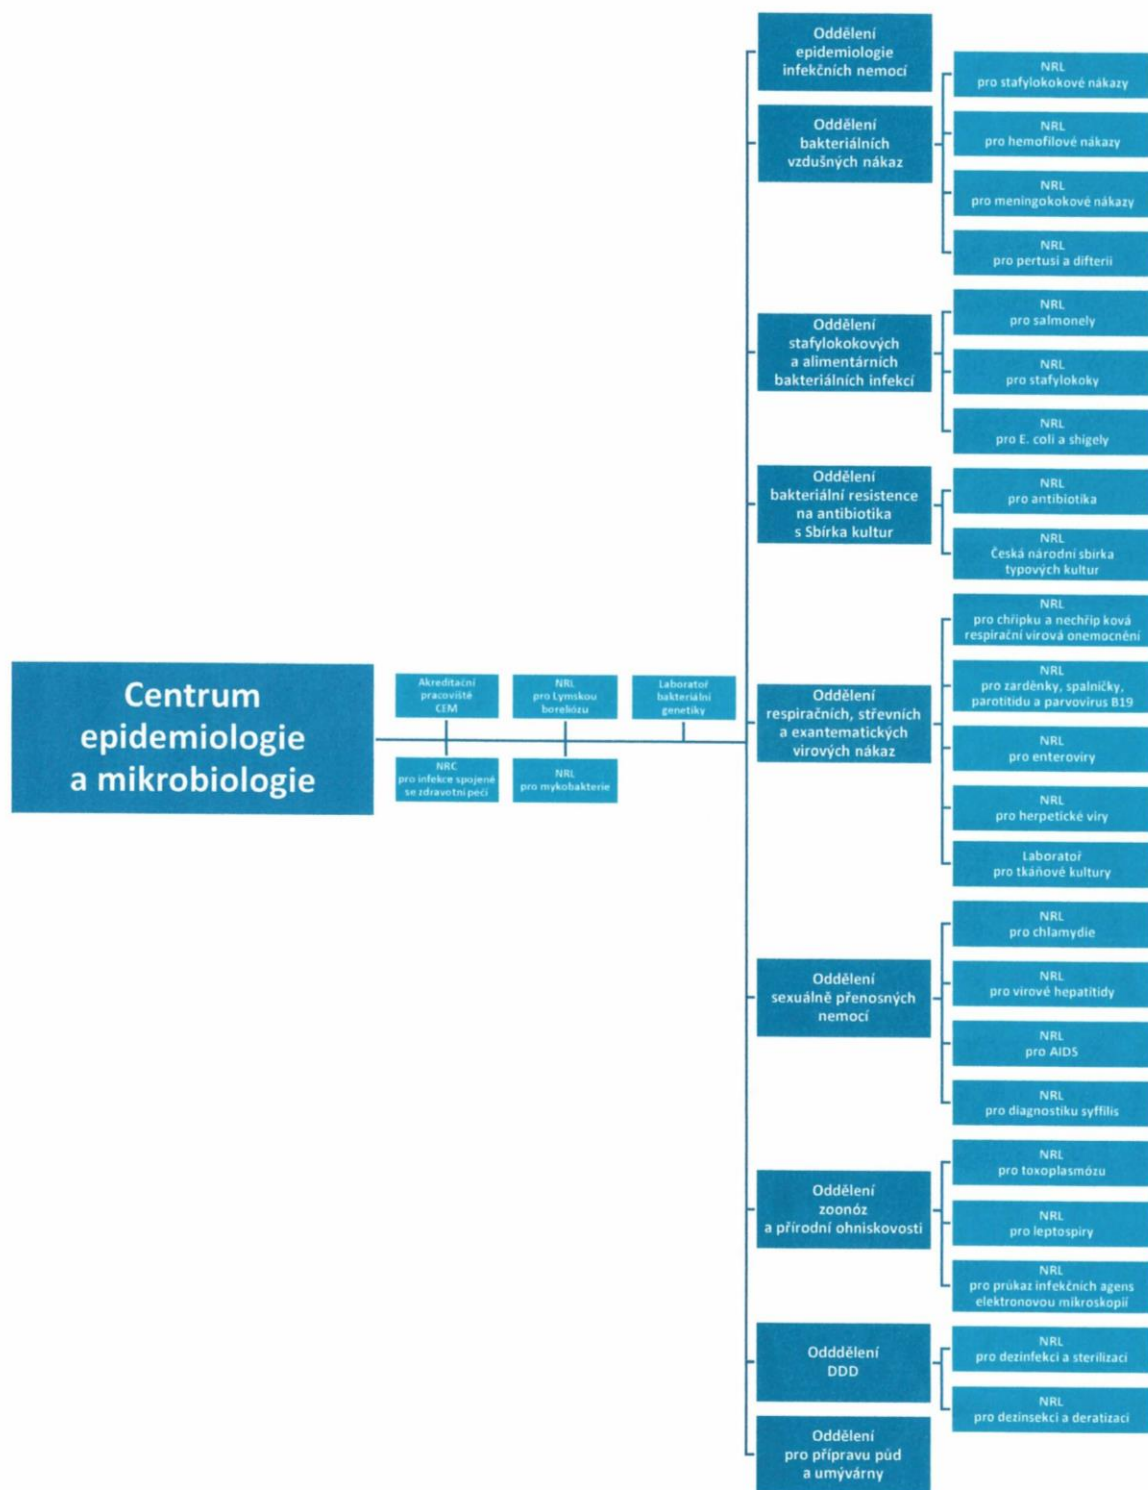 Centrum
epidemiologie
a mikrobiologie
Akreditační
pracoviště
CEM
NRL
pro Lymskou
boreliózu
Laboratoř
bakteriální
genetiky
NRC
pro infekce spojené
se zdravotní péčí
NRL
pro mykobakterie
Oddělení
epidemiologie
infekčních nemocí
Oddělení
bakteriálních
vzdušných nákaz
NRL
pro stafylokokové nákazy
NRL
pro hemofilové nákazy
NRL
pro meningokokové nákazy
NRL
pro pertusi a difterii
Oddělení
stafylokokových
a alimentárních
bakteriálních infekcí
NRL
pro salmonely
NRL
pro stafylokoky
NRL
pro E. coli a shigely
Oddělení
bakteriální resistence
na antibiotika
s Sbírka kultur
NRL
pro antibiotika
NRL
Česká národní sbírka
typových kultur
Oddělení
respiračních, střevních
a exantematických
virových nákaz
NRL
pro chřipku a nechřip ková
respirační virová onemocnění
NRL
pro zarděnky, spalničky,
parotitidu a parvovirus B19
NRL
pro enteroviry
NRL
pro herpetické viry
Laboratoř
pro tkáňové kultury
Oddělení
sexuálně přenosných
nemocí
NRL
pro chlamydie
NRL
pro virové hepatitidy
NRL
pro AIDS
NRL
pro diagnostiku syffilis
Oddělení
zoonóz
a přírodní ohniskovosti
NRL
pro toxoplasmózu
NRL
pro leptospiry
NRL
pro průkaz infekčních agens
elektronovou mikroskopií
Odddělení
DDD
NRL
pro dezinfekci a sterilizaci
NRL
pro dezinsekci a deratizaci
Oddělení
pro přípravu půd
a umývárny